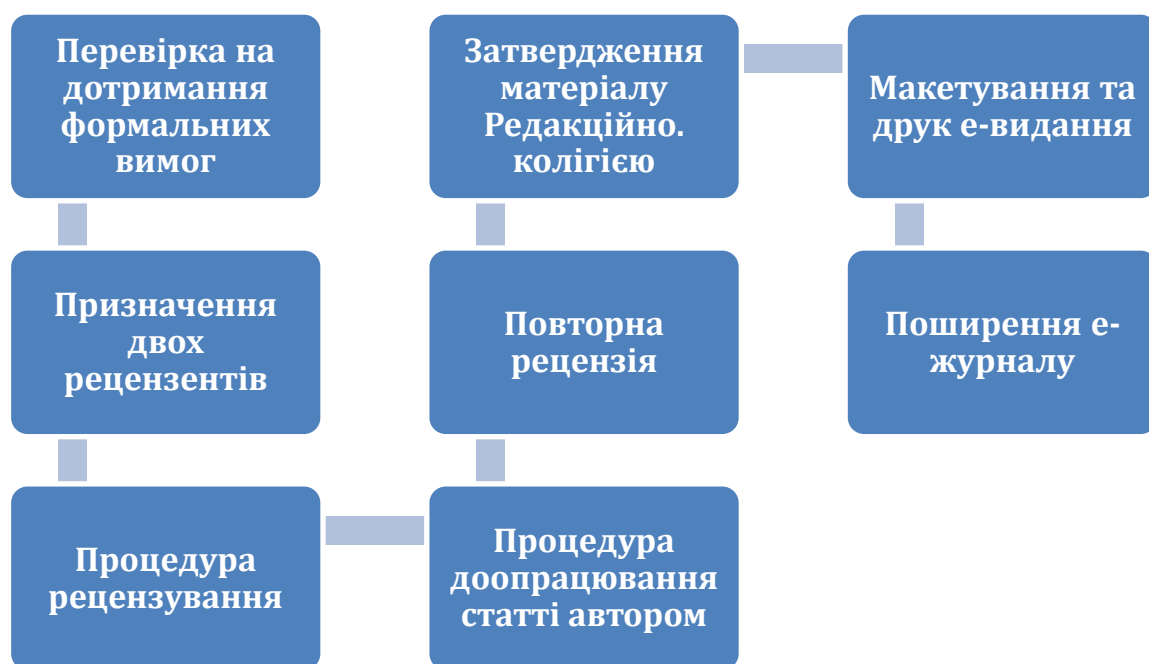 Перевірка на
дотримання
формальних
вимог
Призначення
двох
рецензентів
Процедура
рецензування
Процедура
доопрацювання
статті автором
Повторна
рецензія
Затвердження
матеріалу
Редакційно.
колігією
Макетування та
друк е-видання
Поширення е-
журналу